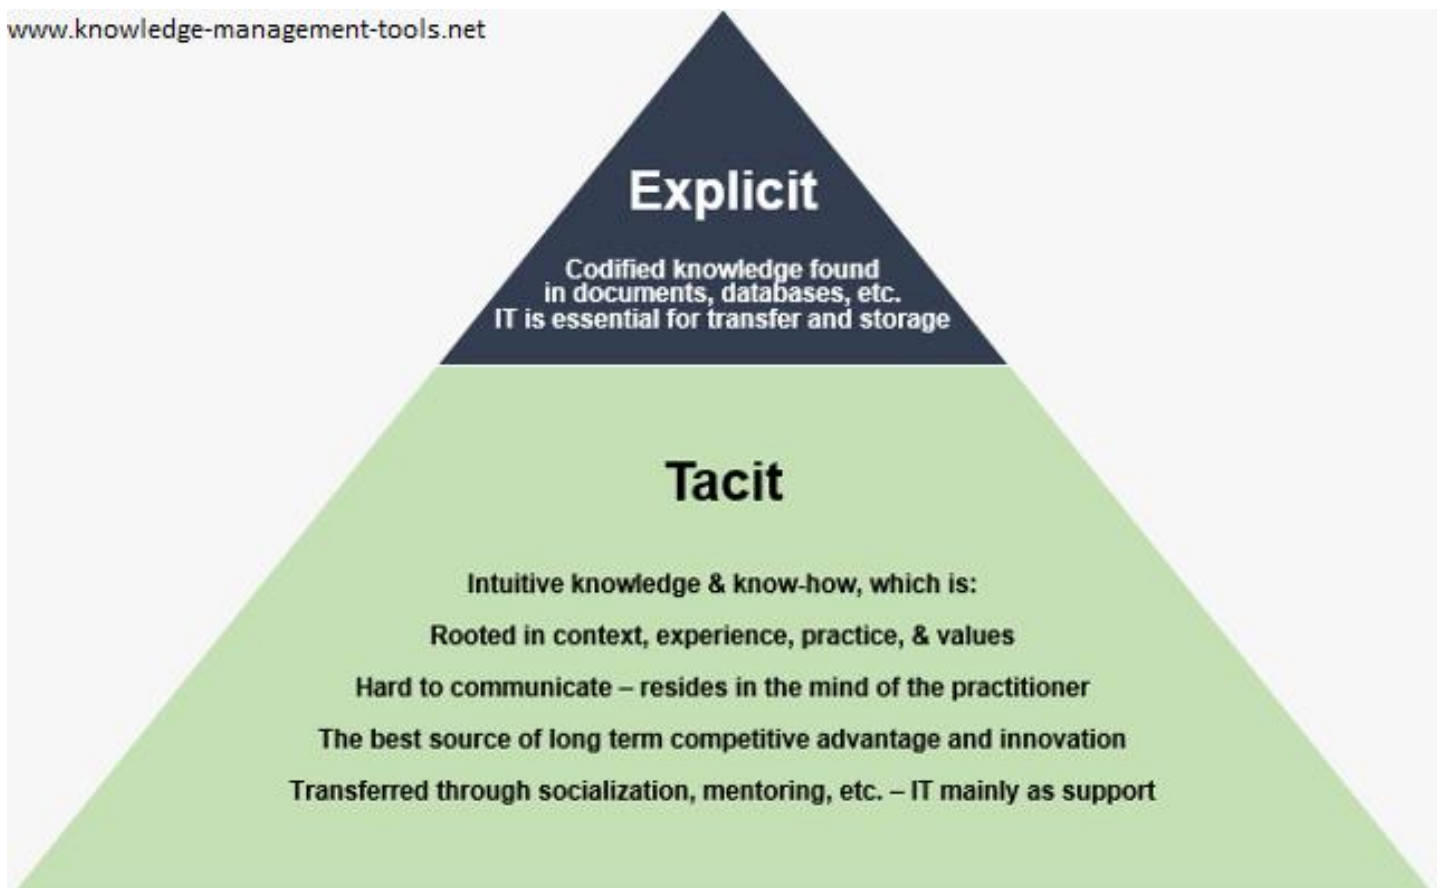 www.knowledge-management-tools.net
Explicit
Codified knowledge found
in documents, databases, etc.
IT is essential for transfer and storage
Tacit
Intuitive knowledge & know-how, which is:
Rooted in context, experience, practice, & values
Hard to communicate – resides in the mind of the practitioner
The best source of long term competitive advantage and innovation
Transferred through socialization, mentoring, etc. – IT mainly as support